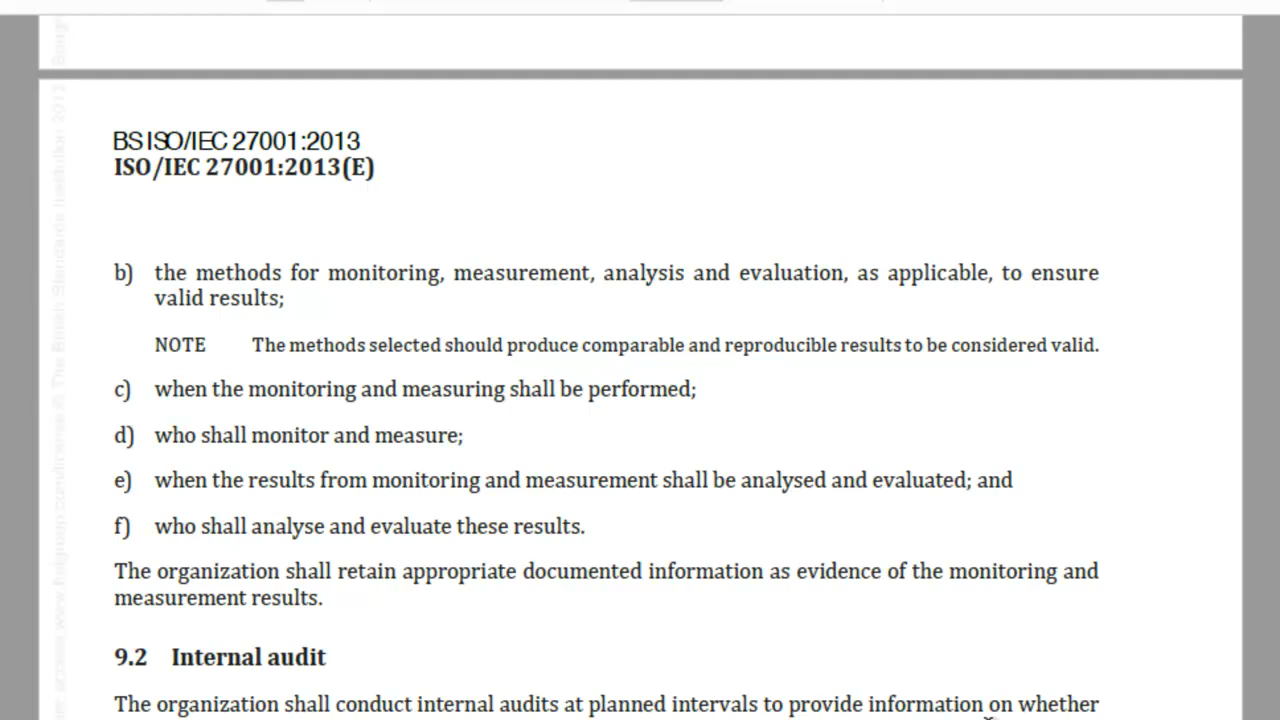 BS ISO/IEC 27001:2013
ISO/IEC 27001:2013(E)
b) the methods for monitoring, measurement, analysis and evaluation, as applicable, to ensure
valid results;
NOTE The methods selected should produce comparable and reproducible results to be considered valid.
c) when the monitoring and measuring shall be performed;
d) who shall monitor and measure;
e) when the results from monitoring and measurement shall be analysed and evaluated; and
f) who shall analyse and evaluate these results.
The organization shall retain appropriate documented information as evidence of the monitoring and
measurement results.
9.2 Internal audit
The organization shall conduct internal audits at planned intervals to provide information on whether